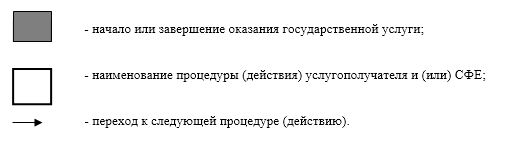 - начало или завершение оказания государственной услуги;
- наименование процедуры (действия) услугополучателя и (или) СФЕ;
- переход к следующей процедуре (действию).